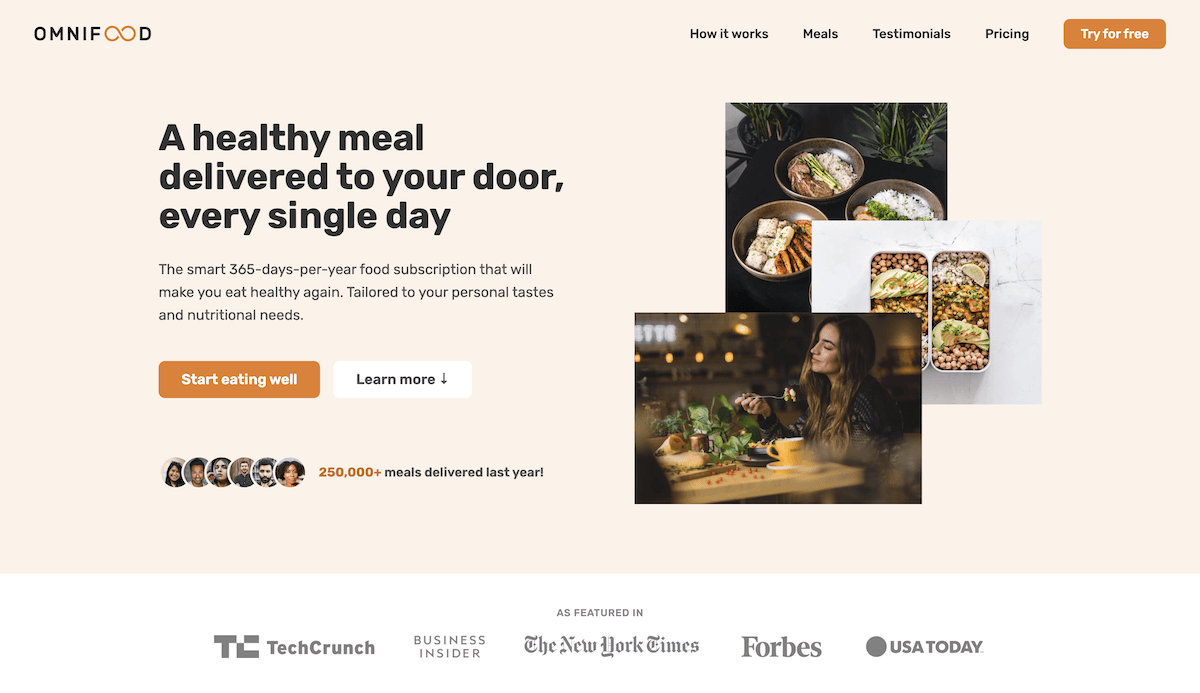 OMNIFOOD
How it works
Meals
Testimonials
Pricing
Try for free
A healthy meal
delivered to your door,
every single day
The smart 365-days-per-year food subscription that will
make you eat healthy again. Tailored to your personal tastes
and nutritional needs.
Start eating well
Learn more ↓
250,000+ meals delivered last year!
AS FEATURED IN
TC TechCrunch
BUSINESS
INSIDER
The New York Times
Forbes
USA TODAY